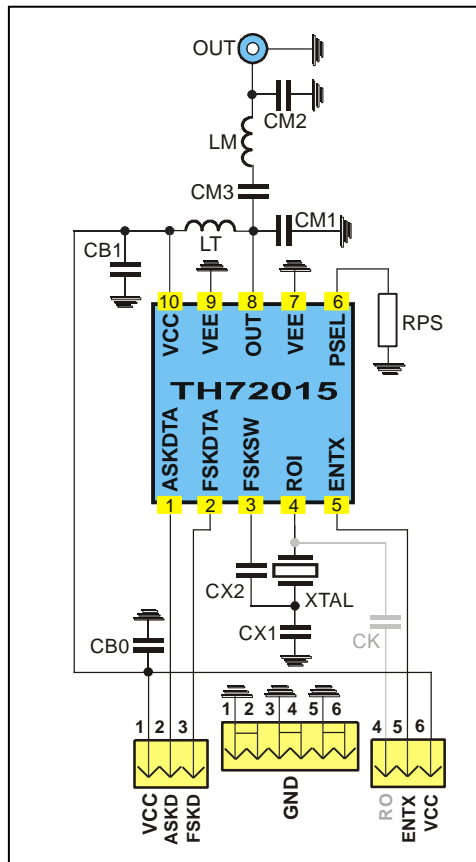 OUT
CM2
LM
CM3
CM1
LT
CB1
10 9 8 7 6
RPS
VCC VEE OUT VEE PSEL
TH72015
ASKDTA FSKDTA FSKSW ROI ENTX
1 2 3 4 5
CX2
XTAL
CX1
CK
CB0
1 2 3
1 2 3 4 5 6
4 5 6
VCC ASKD FSKD
GND
RO ENTX VCC